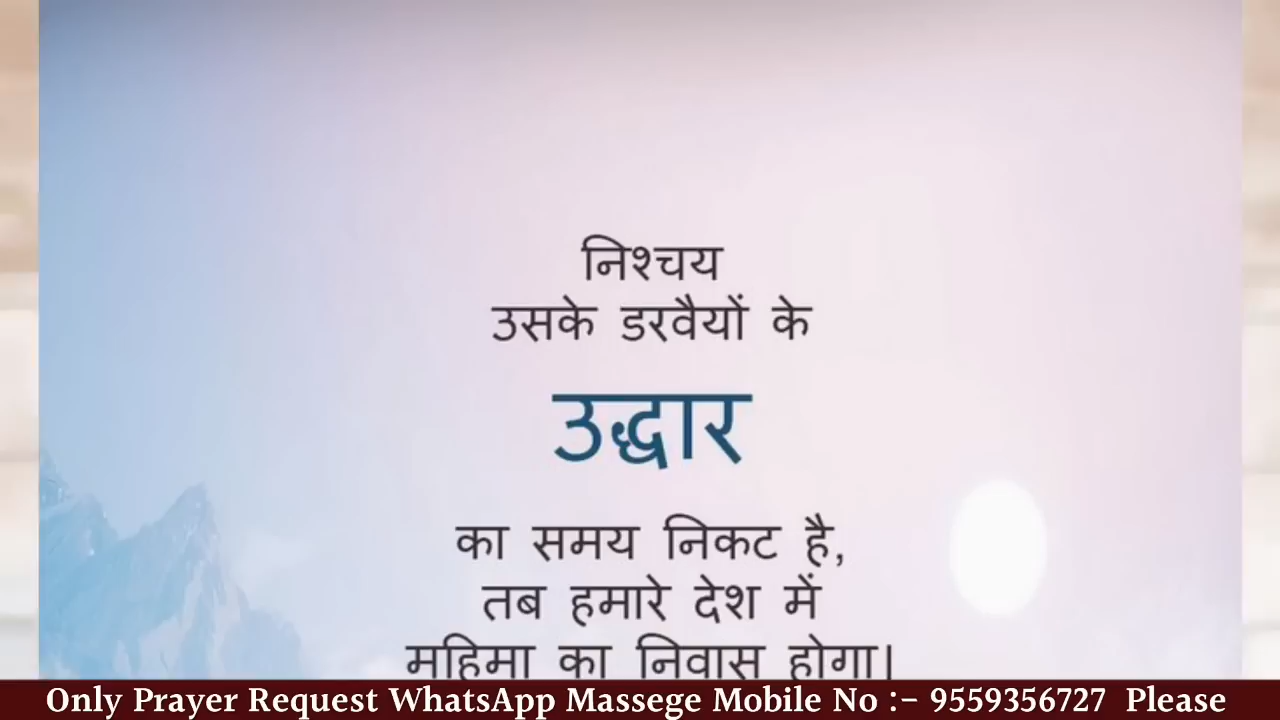 निश्चय
उसके डरवैयों के
उद्धार
का समय निकट है,
तब हमारे देश में
महिमा का निवास होगा।
Only Prayer Request WhatsApp Massege Mobile No :- 9559356727 Please